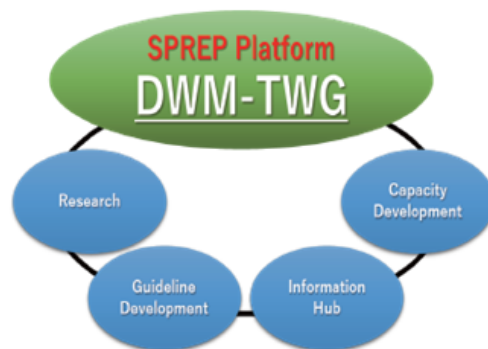 SPREP Platform
DWM-TWG
Research
Capacity
Development
Guideline
Development
Information
Hub